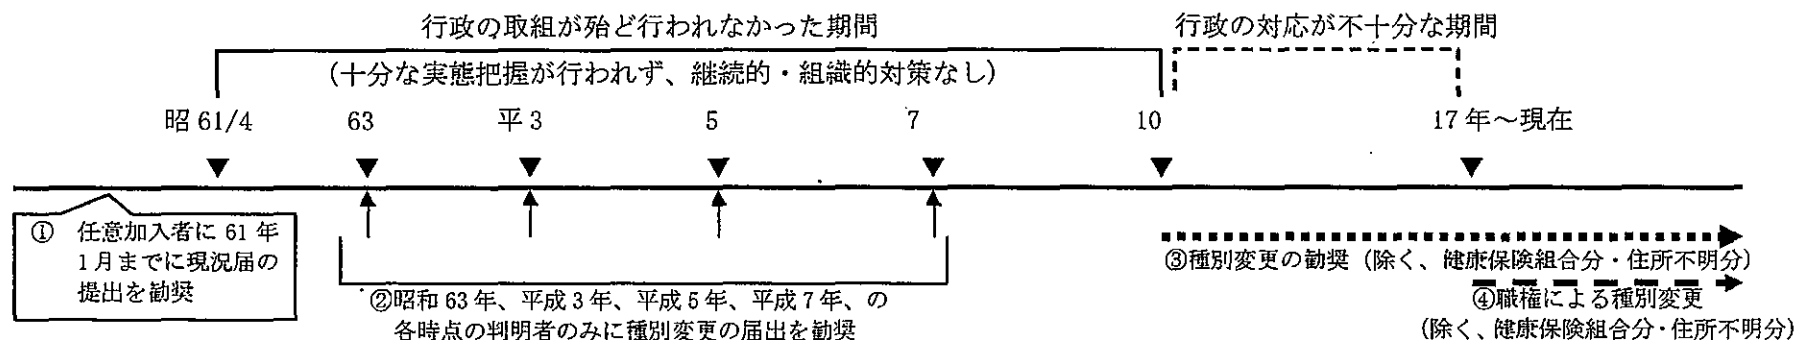 行政の取組が殆ど行われなかった期間
行政の対応が不十分な期間
(十分な実態把握が行われず、継続的・組織的対策なし)
昭 61/4
63
平 3
5
7
10
17 年～現在
① 任意加入者に 61 年
1月までに現況届の
提出を勧奨
②昭和 63 年、平成 3 年、平成 5 年、平成 7 年、の
各時点の判明者のみに種別変更の届出を勧奨
③種別変更の勧奨（除く、健康保険組合分・住所不明分）
④職権による種別変更
（除く、健康保険組合分・住所不明分）